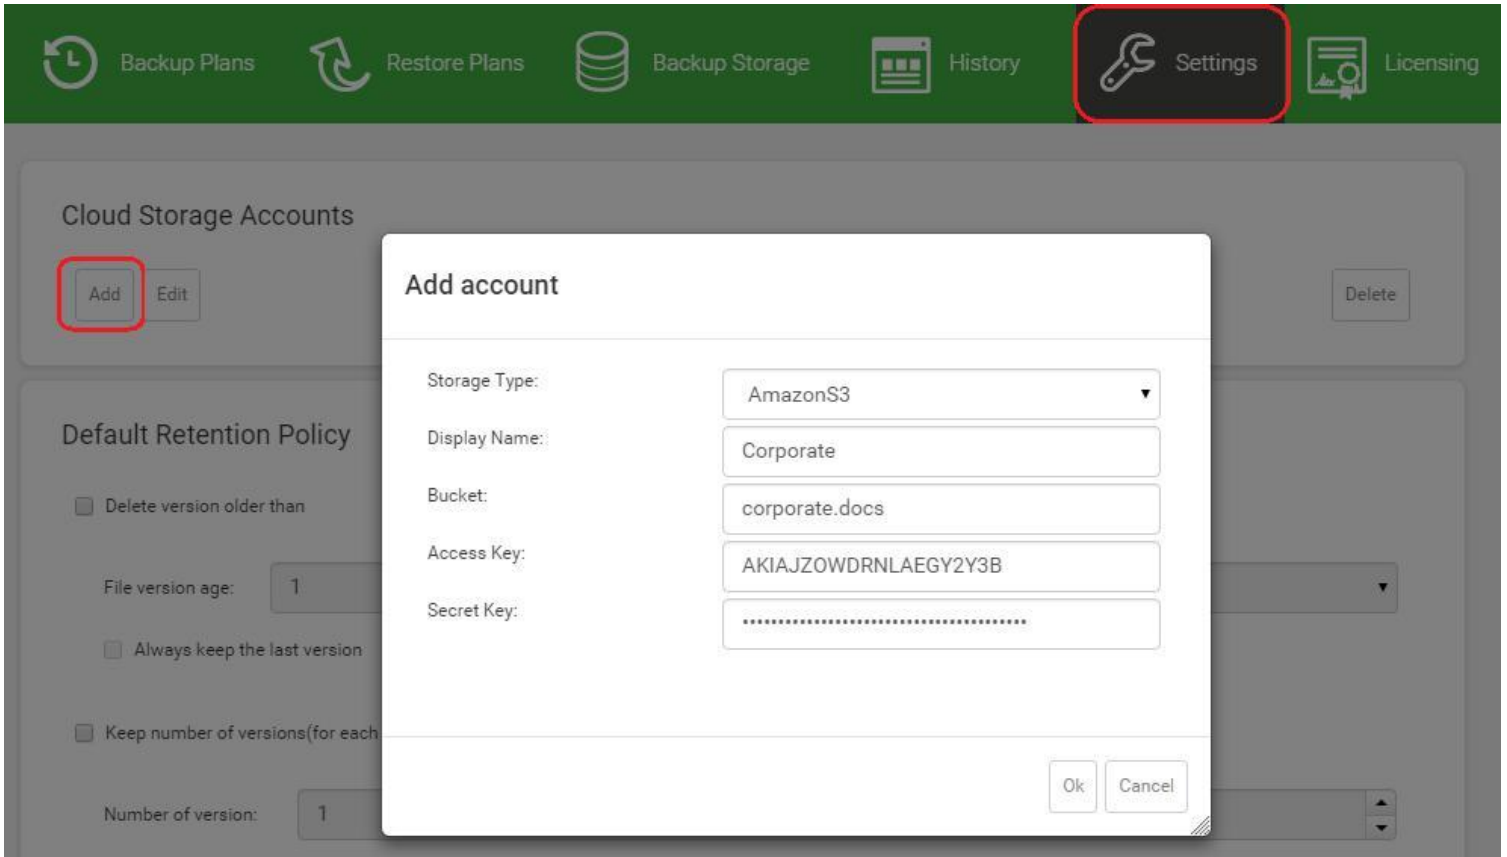 Backup Plans
Restore Plans
Backup Storage
History
Settings
Licensing
Cloud Storage Accounts
Add
Edit
Delete
Add account
Storage Type:
AmazonS3
Display Name:
Corporate
Bucket:
corporate.docs
Access Key:
AKIAJZOWDRNLAEGY2Y3B
Secret Key:
Ok
Cancel
Default Retention Policy
Delete version older than
File version age:
1
Always keep the last version
Keep number of versions(for each
Number of version:
1